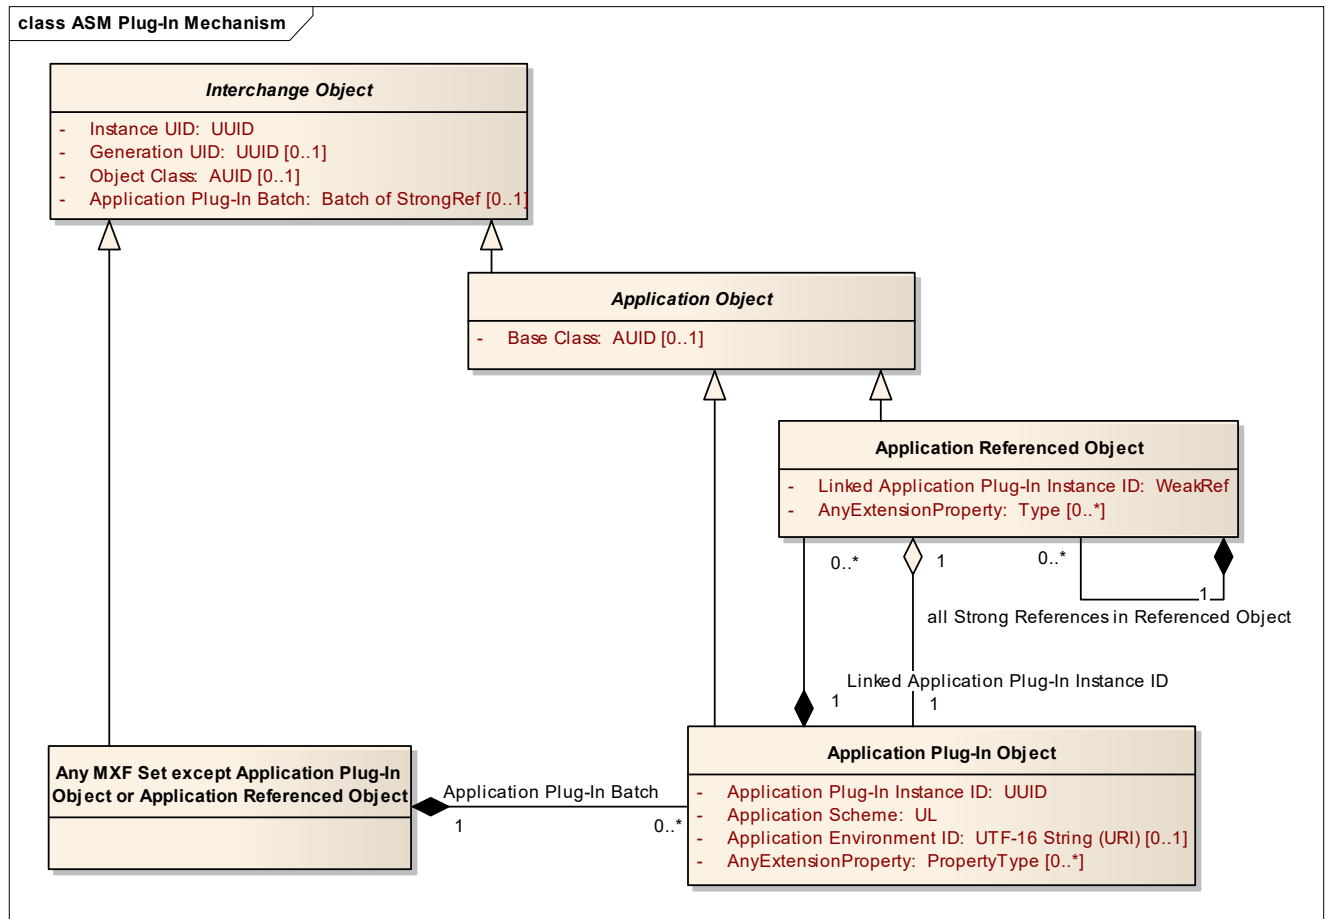 class ASM Plug-In Mechanism
Interchange Object
- Instance UID: UUID
- Generation UID: UUID [0..1]
- Object Class: AUID [0..1]
- Application Plug-In Batch: Batch of StrongRef [0..1]
Application Object
- Base Class: AUID [0..1]
Application Referenced Object
- Linked Application Plug-In Instance ID: WeakRef
- AnyExtensionProperty: Type [0..*]
0..*
1
0..*
1
all Strong References in Referenced Object
Linked Application Plug-In Instance ID
1
1
Any MXF Set except Application Plug-In
Object or Application Referenced Object
Application Plug-In Batch
1
0..*
Application Plug-In Object
- Application Plug-In Instance ID: UUID
- Application Scheme: UL
- Application Environment ID: UTF-16 String (URI) [0..1]
- AnyExtensionProperty: PropertyType [0..*]